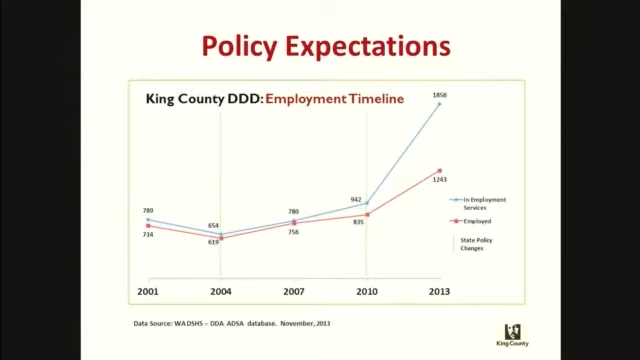 Policy Expectations
King County DDD: Employment Timeline
1856
1243
942
835
789
734
780
756
654
619
In Employment
Services
Employed
State Policy
Changes
2001 2004 2007 2010 2013
Data Source: WA DSHS – DDA ADSA database. November, 2013
King County